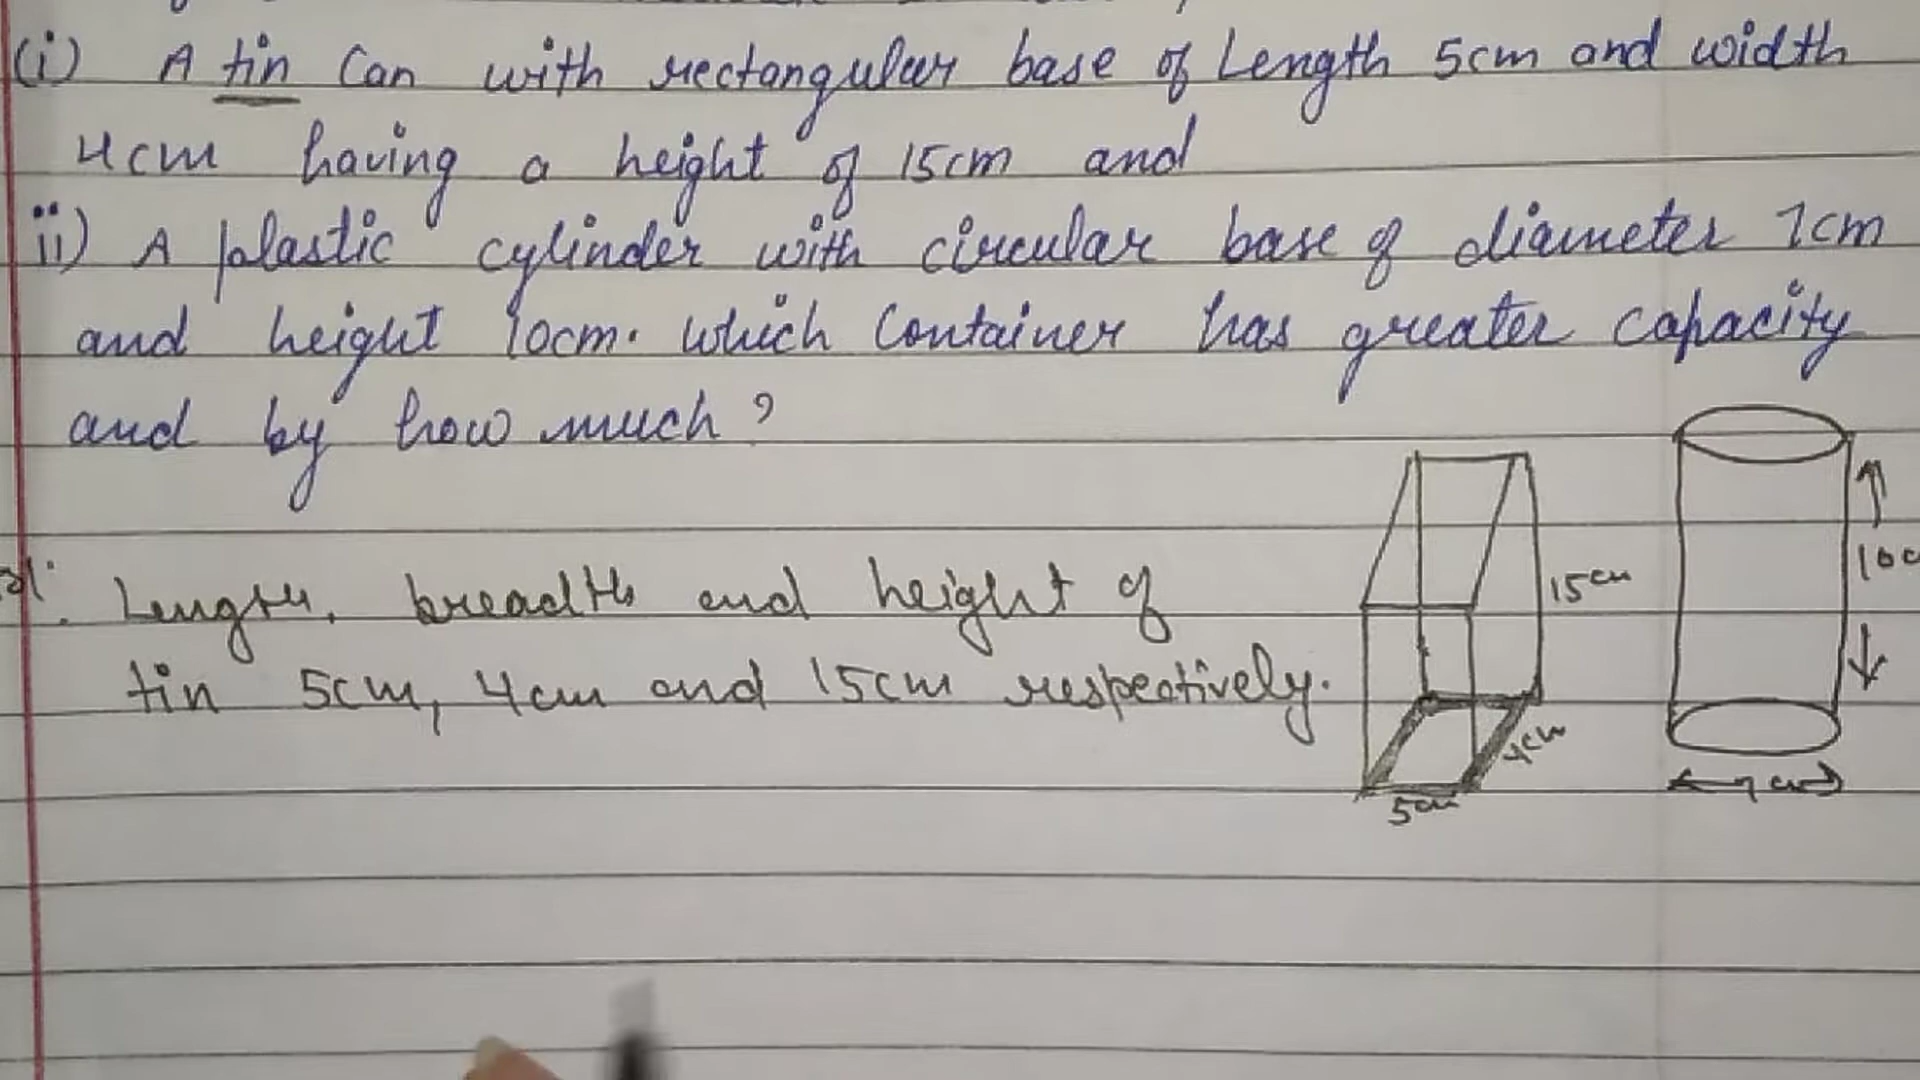 (i) A tin Can with rectangular base of Length 5cm and width
4cm having a height of 15cm and
ii) A plastic cylinder with circular base of diameter 7cm
and height 10cm. which Container has greater capacity
and by how much?
Length, breadth and height of
tin 5cm, 4cm and 15cm respectively.
15cm
4cm
5cm
10c
7cm